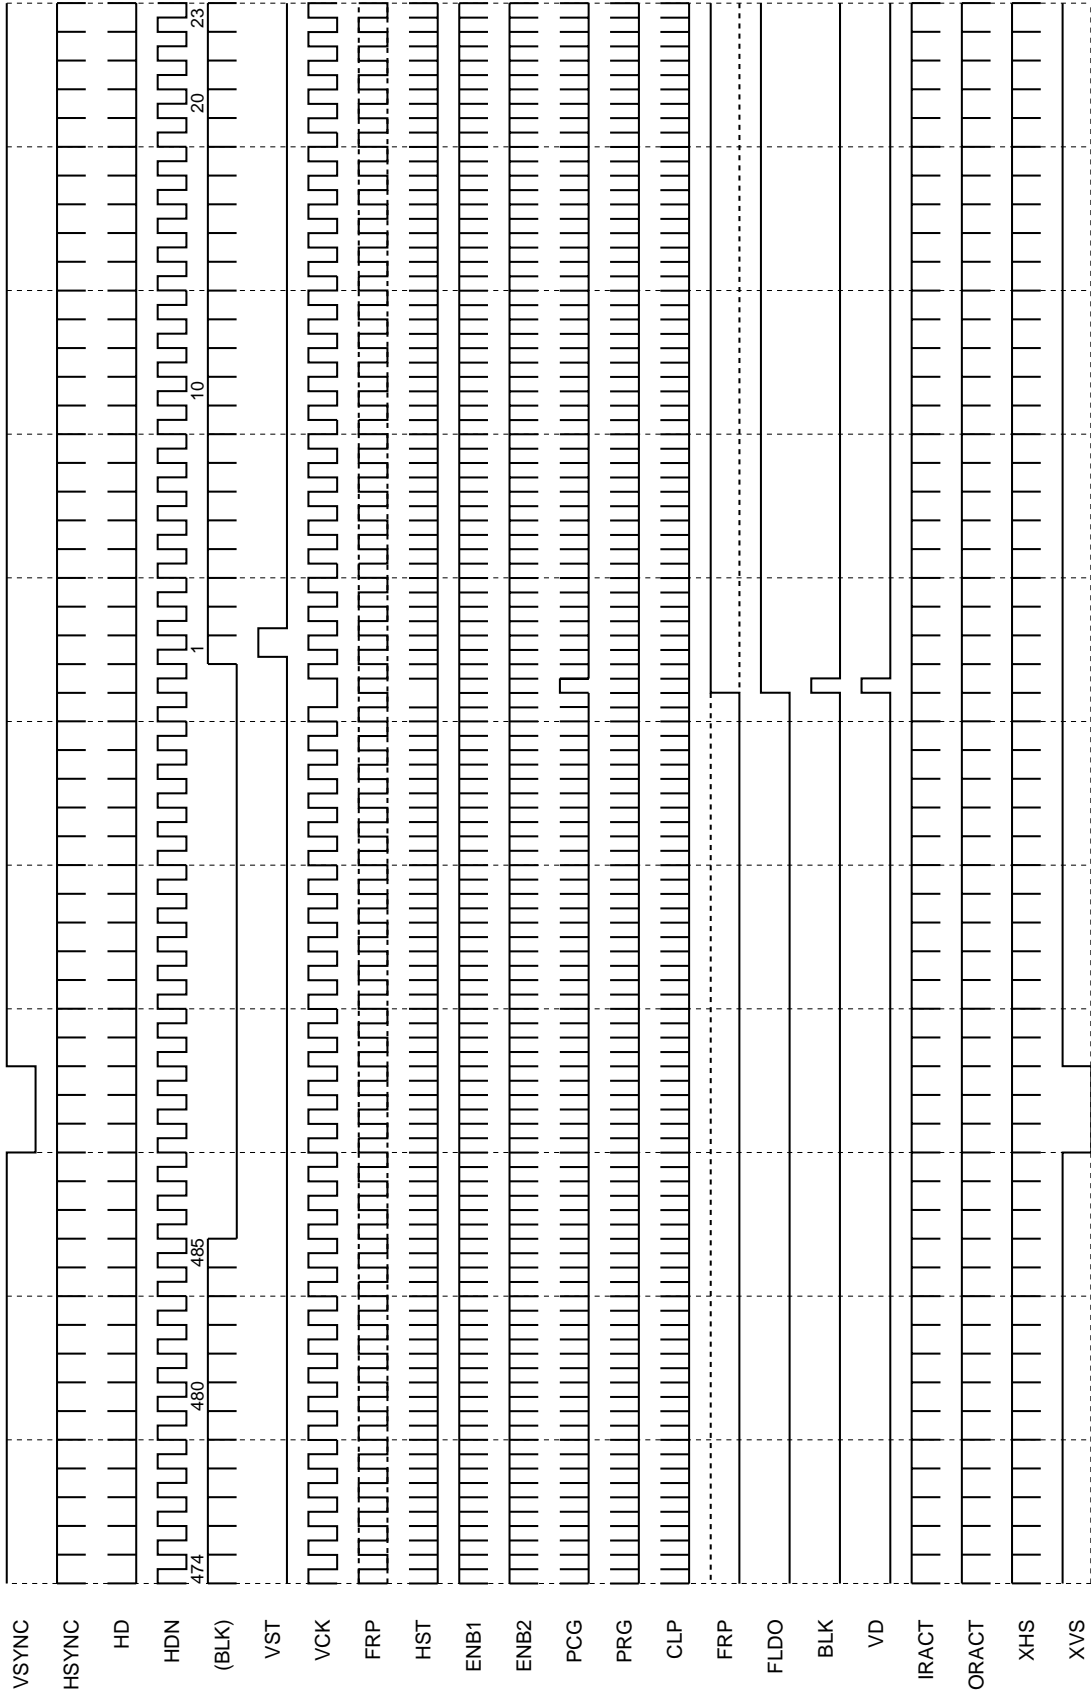 VSYNC
HSYNC
HD
HDN
474 480 485 1 10 20 23
(BLK)
VST
VCK
FRP
HST
ENB1
ENB2
PCG
PRG
CLP
FRP
FLDO
BLK
VD
IRACT
ORACT
XHS
XVS